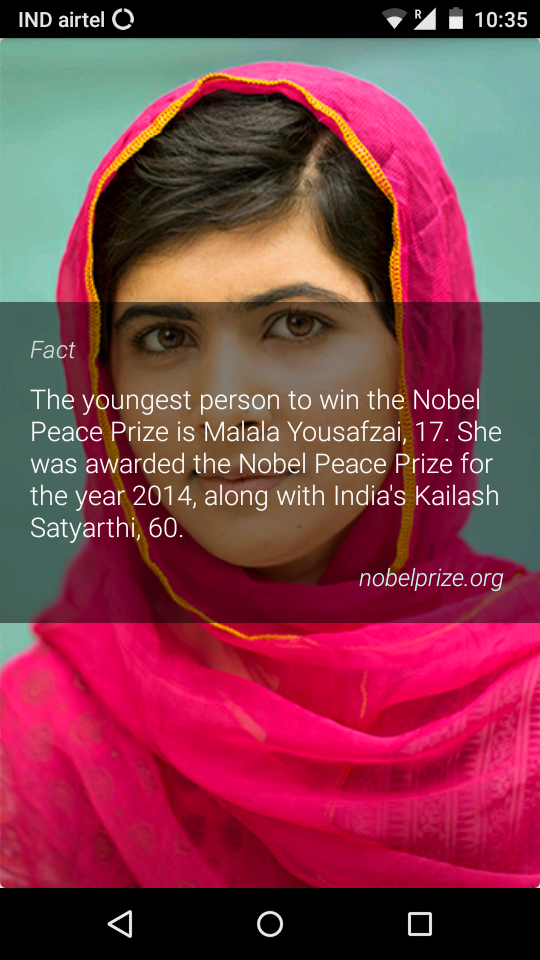 IND airtel
R
10:35
Fact
The youngest person to win the Nobel
Peace Prize is Malala Yousafzai, 17. She
was awarded the Nobel Peace Prize for
the year 2014, along with India's Kailash
Satyarthi, 60.
nobelprize.org